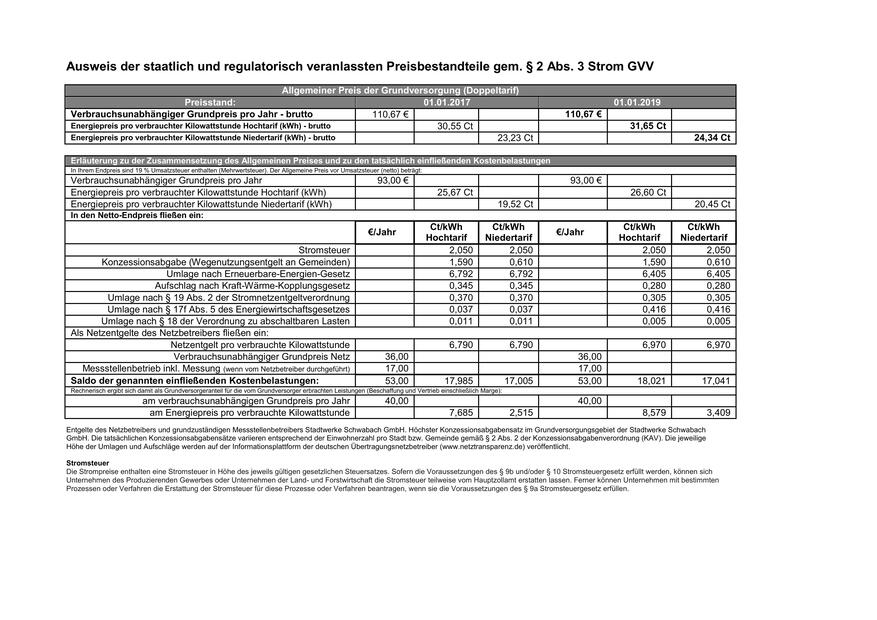 Ausweis der staatlich und regulatorisch veranlassten Preisbestandteile gem. § 2 Abs. 3 Strom GVV
Allgemeiner Preis der Grundversorgung (Doppeltarif)
Preisstand: 01.01.2017 01.01.2019
Verbrauchsunabhängiger Grundpreis pro Jahr - brutto 110,67 € 110,67 €
Energiepreis pro verbrauchter Kilowattstunde Hochtarif (kWh) - brutto 30,55 Ct 31,65 Ct
Energiepreis pro verbrauchter Kilowattstunde Niedertarif (kWh) - brutto 23,23 Ct 24,34 Ct
Erläuterung zu der Zusammensetzung des Allgemeinen Preises und zu den tatsächlich einfließenden Kostenbelastungen
In Ihrem Endpreis sind 19 % Umsatzsteuer enthalten (Mehrwertsteuer). Der Allgemeine Preis vor Umsatzsteuer (netto) beträgt:
Verbrauchsunabhängiger Grundpreis pro Jahr 93,00 € 93,00 €
Energiepreis pro verbrauchter Kilowattstunde Hochtarif (kWh) 25,67 Ct 26,60 Ct
Energiepreis pro verbrauchter Kilowattstunde Niedertarif (kWh) 19,52 Ct 20,45 Ct
In den Netto-Endpreis fließen ein:
€/Jahr Ct/kWh Hochtarif Ct/kWh Niedertarif €/Jahr Ct/kWh Hochtarif Ct/kWh Niedertarif
Stromsteuer 2,050 2,050 2,050 2,050
Konzessionsabgabe (Wegenutzungsentgelt an Gemeinden) 1,590 0,610 1,590 0,610
Umlage nach Erneuerbare-Energien-Gesetz 6,792 6,792 6,405 6,405
Aufschlag nach Kraft-Wärme-Kopplungsgesetz 0,345 0,345 0,280 0,280
Umlage nach § 19 Abs. 2 der Stromnetzentgeltverordnung 0,370 0,370 0,305 0,305
Umlage nach § 17f Abs. 5 des Energiewirtschaftsgesetzes 0,037 0,037 0,416 0,416
Umlage nach § 18 der Verordnung zu abschaltbaren Lasten 0,011 0,011 0,005 0,005
Als Netzentgelte des Netzbetreibers fließen ein:
Netzentgelt pro verbrauchte Kilowattstunde 6,790 6,790 6,970 6,970
Verbrauchsunabhängiger Grundpreis Netz 36,00 36,00
Messstellenbetrieb inkl. Messung (wenn vom Netzbetreiber durchgeführt) 17,00 17,00
Saldo der genannten einfließenden Kostenbelastungen: 53,00 17,985 17,005 53,00 18,021 17,041
Rechnerisch ergibt sich damit als Grundversorgeranteil für die vom Grundversorger erbrachten Leistungen (Beschaffung und Vertrieb einschließlich Marge):
am verbrauchsunabhängigen Grundpreis pro Jahr 40,00 40,00
am Energiepreis pro verbrauchte Kilowattstunde 7,685 2,515 8,579 3,409
Entgelte des Netzbetreibers und grundzuständigen Messstellenbetreibers Stadtwerke Schwabach GmbH. Höchster Konzessionsabgabensatz im Grundversorgungsgebiet der Stadtwerke Schwabach
GmbH. Die tatsächlichen Konzessionsabgabensätze variieren entsprechend der Einwohnerzahl pro Stadt bzw. Gemeinde gemäß § 2 Abs. 2 der Konzessionsabgabenverordnung (KAV). Die jeweilige
Höhe der Umlagen und Aufschläge werden auf der Informationsplattform der deutschen Übertragungsnetzbetreiber (www.netztransparenz.de) veröffentlicht.
Stromsteuer
Die Strompreise enthalten eine Stromsteuer in Höhe des jeweils gültigen gesetzlichen Steuersatzes. Sofern die Voraussetzungen des § 9b und/oder § 10 Stromsteuergesetz erfüllt werden, können sich
Unternehmen des Produzierenden Gewerbes oder Unternehmen der Land- und Forstwirtschaft die Stromsteuer teilweise vom Hauptzollamt erstatten lassen. Ferner können Unternehmen mit bestimmten
Prozessen oder Verfahren die Erstattung der Stromsteuer für diese Prozesse oder Verfahren beantragen, wenn sie die Voraussetzungen des § 9a Stromsteuergesetz erfüllen.